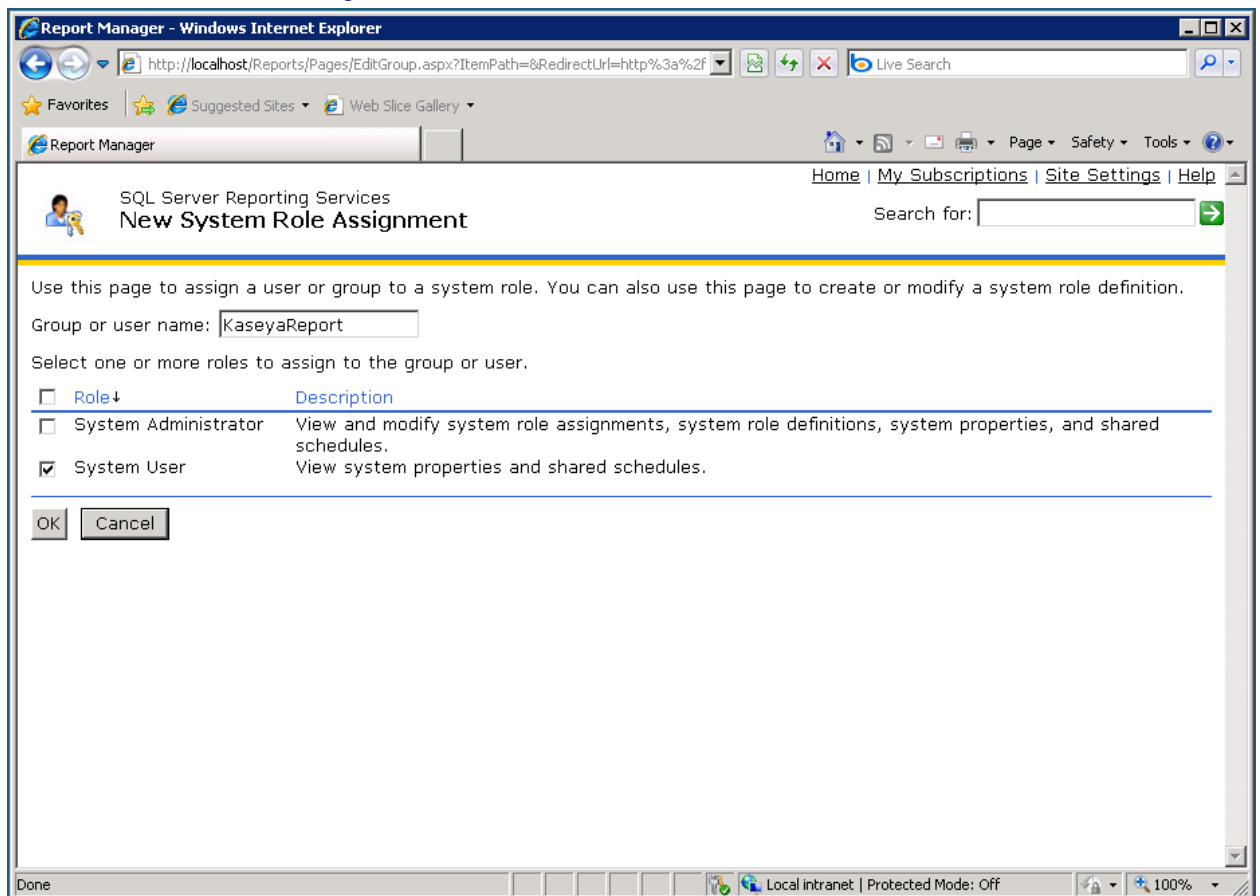 Report Manager - Windows Internet Explorer
http://localhost/Reports/Pages/EditGroup.aspx?ItemPath=&RedirectUrl=http%3a%2f
Live Search
Favorites
Suggested Sites
Web Slice Gallery
Report Manager
Page
Safety
Tools
Home | My Subscriptions | Site Settings | Help
SQL Server Reporting Services
New System Role Assignment
Search for:
Use this page to assign a user or group to a system role. You can also use this page to create or modify a system role definition.
Group or user name: KaseyaReport
Select one or more roles to assign to the group or user.
Role↓ Description
System Administrator View and modify system role assignments, system role definitions, system properties, and shared
schedules.
System User View system properties and shared schedules.
OK Cancel
Done
Local intranet | Protected Mode: Off
100%